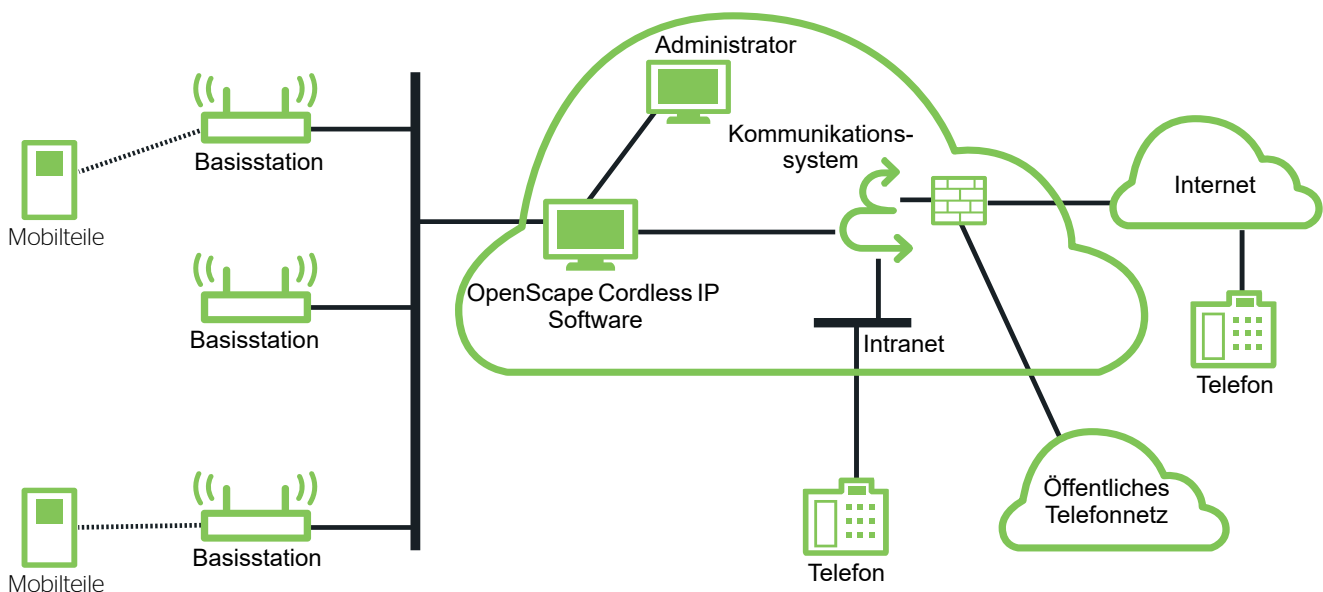 Administrator
Kommunikations-
system
Basisstation
Internet
Mobilteile
OpenScape Cordless IP
Software
Basisstation
Intranet
Telefon
Öffentliches
Telefonnetz
Basisstation
Telefon
Mobilteile